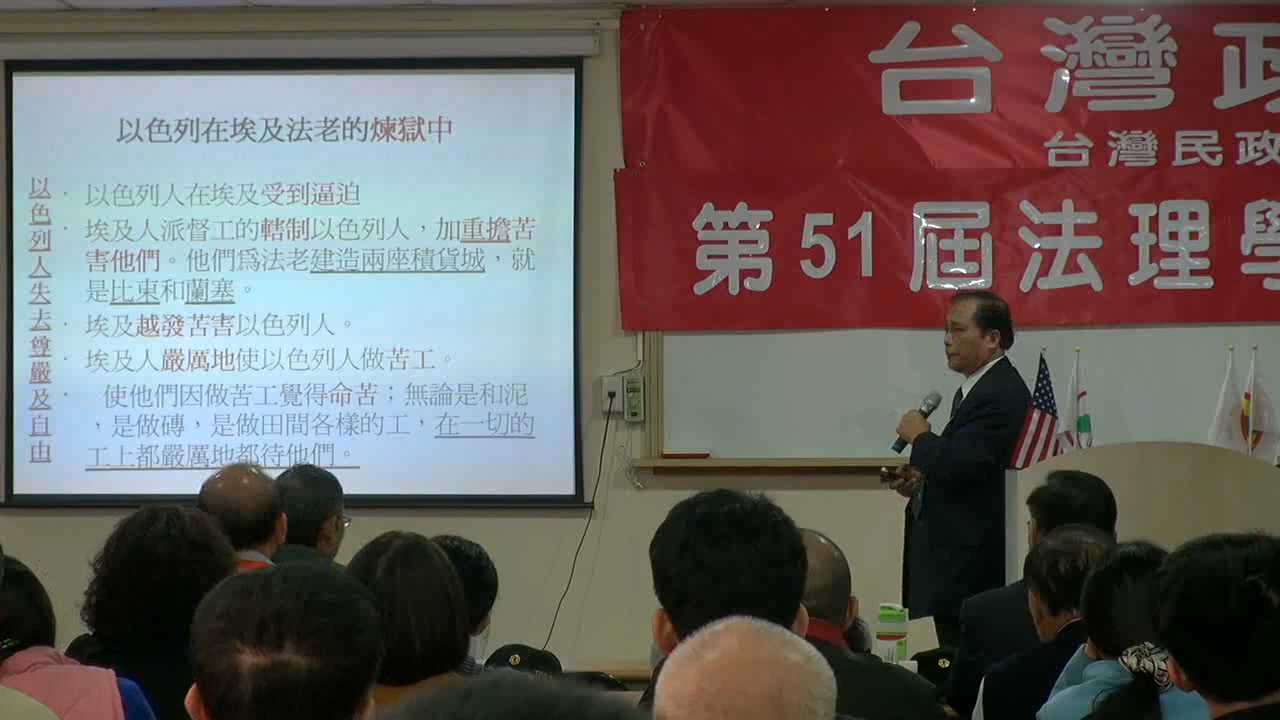 以色列在埃及法老的煉獄中
以色列人失去尊嚴及自由
· 以色列人在埃及受到逼迫
· 埃及人派督工的轄制以色列人，加重擔苦
害他們。他們爲法老建造兩座積貨城，就
是比東和蘭塞。
· 埃及越發苦害以色列人。
· 埃及人嚴厲地使以色列人做苦工。
· 使他們因做苦工覺得命苦；無論是和泥
，是做磚，是做田間各樣的工，在一切的
工上都嚴厲地都待他們。
台灣政
台灣民政
第51屆法理學